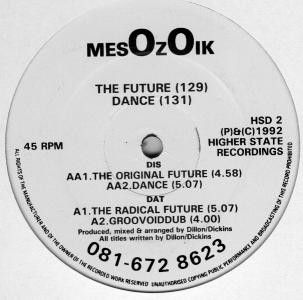 mesOzOik
THE FUTURE (129)
DANCE (131)
HSD 2
(P)&(C)1992
45 RPM
HIGHER STATE
RECORDINGS
DIS
AA1.THE ORIGINAL FUTURE (4.58)
AA2.DANCE (5.07)
DAT
A1.THE RADICAL FUTURE (5.07)
A2.GROOVOIDDUB (4.00)
Produced, mixed and arranged by Dillon/Dickins
All titles written by Dillon/Dickins
081-672 8623
ALL RIGHTS OF THE MANUFACTURER AND OF THE OWNER OF THE RECORDED WORK RESERVED UNAUTHORISED COPYING PUBLIC PERFORMANCE AND BROADCASTING OF THIS RECORD PROHIBITED